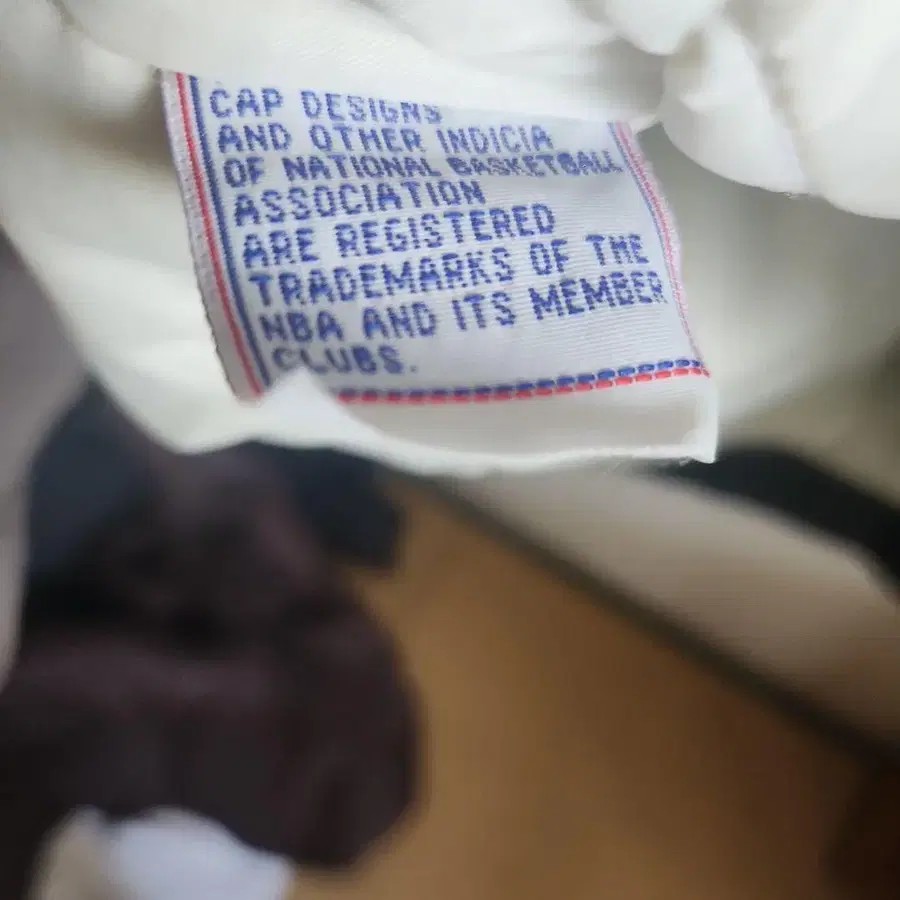 CAP DESIGNS
AND OTHER INDICIA
OF NATIONAL BASKETBALL
ASSOCIATION
ARE REGISTERED
TRADEMARKS OF THE
NBA AND ITS MEMBER
CLUBS.